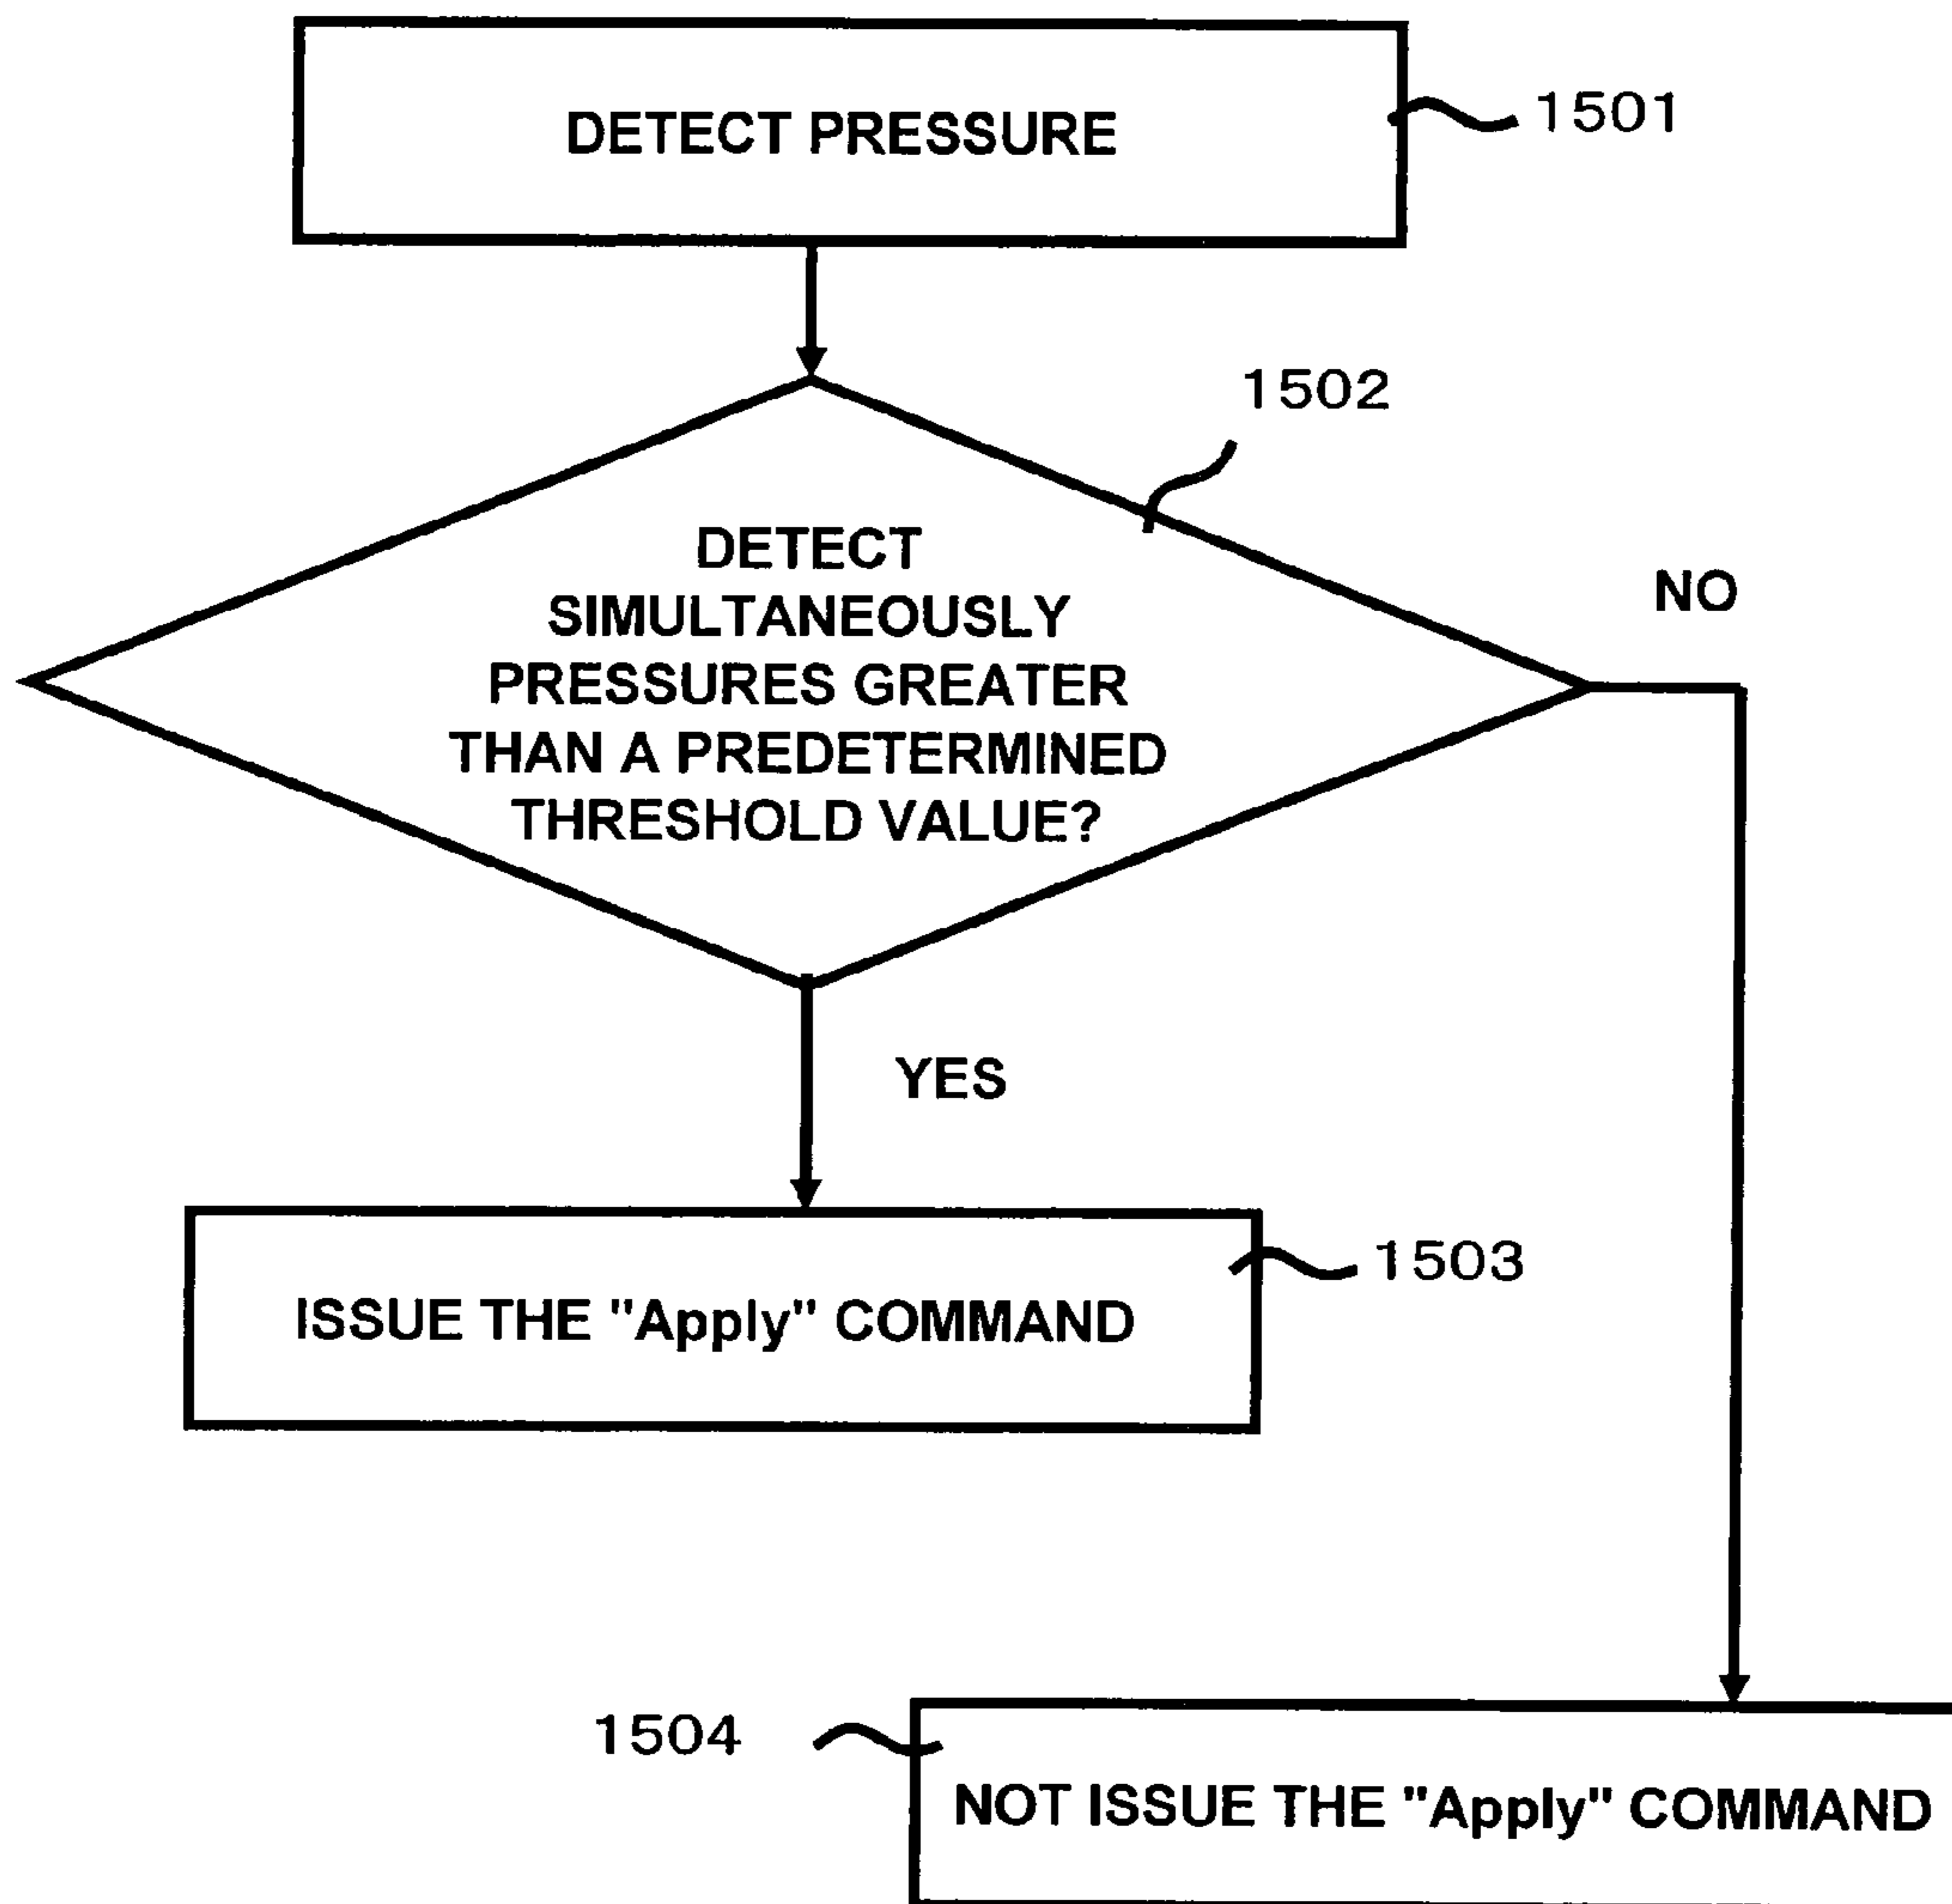 DETECT PRESSURE
1501
1502
DETECT
SIMULTANEOUSLY
PRESSURES GREATER
THAN A PREDETERMINED
THRESHOLD VALUE?
NO
YES
1503
ISSUE THE "Apply" COMMAND
1504
NOT ISSUE THE "Apply" COMMAND